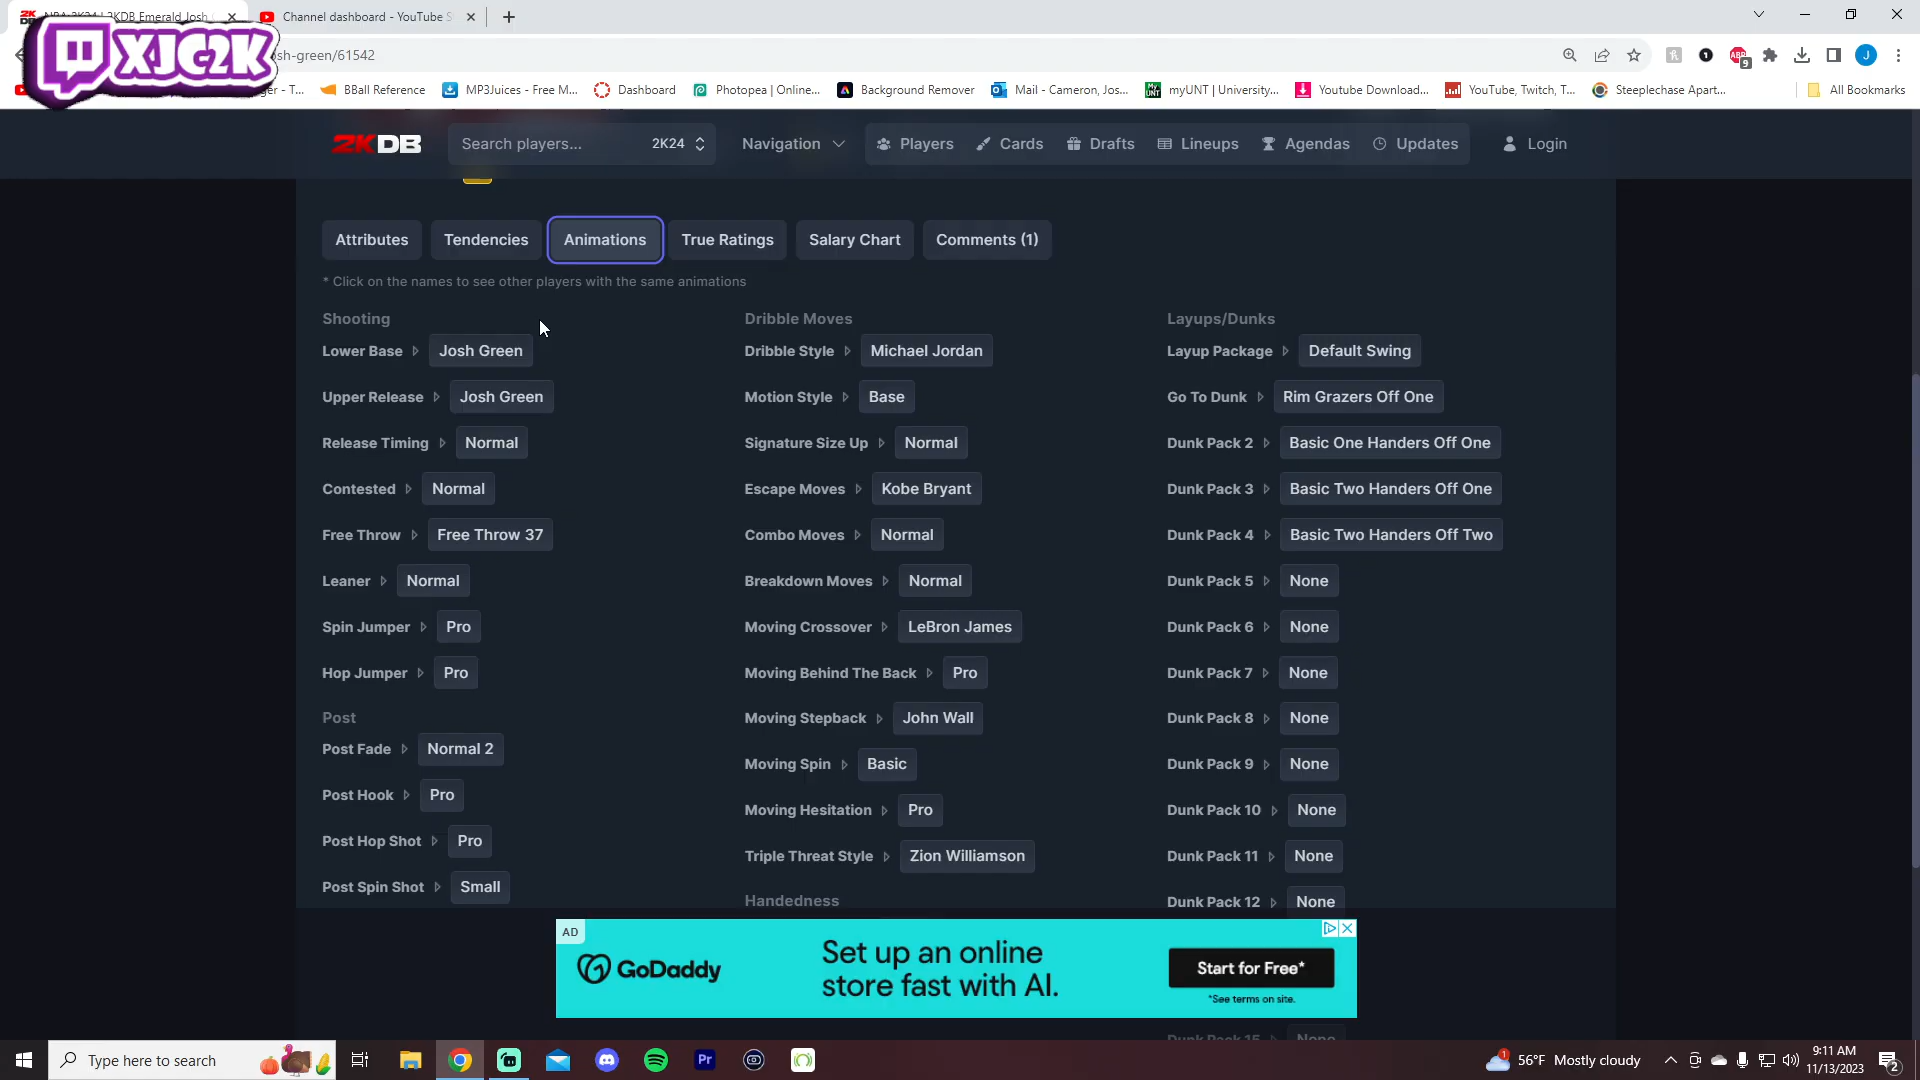 NBA 2K24 | 2KDB Emerald Josh
Channel dashboard - YouTube S
XJC2K
sh-green/61542
ger - T...
BBall Reference
MP3Juices - Free M...
Dashboard
Photopea | Online...
Background Remover
Mail - Cameron, Jos...
myUNT | University...
Youtube Download...
YouTube, Twitch, T...
Steeplechase Apart...
All Bookmarks
2KDB
Search players...
2K24
Navigation
Players
Cards
Drafts
Lineups
Agendas
Updates
Login
Attributes
Tendencies
Animations
True Ratings
Salary Chart
Comments (1)
* Click on the names to see other players with the same animations
Shooting
Lower Base Josh Green
Upper Release Josh Green
Release Timing Normal
Contested Normal
Free Throw Free Throw 37
Leaner Normal
Spin Jumper Pro
Hop Jumper Pro
Post
Post Fade Normal 2
Post Hook Pro
Post Hop Shot Pro
Post Spin Shot Small
Dribble Moves
Dribble Style Michael Jordan
Motion Style Base
Signature Size Up Normal
Escape Moves Kobe Bryant
Combo Moves Normal
Breakdown Moves Normal
Moving Crossover LeBron James
Moving Behind The Back Pro
Moving Stepback John Wall
Moving Spin Basic
Moving Hesitation Pro
Triple Threat Style Zion Williamson
Handedness
Layups/Dunks
Layup Package Default Swing
Go To Dunk Rim Grazers Off One
Dunk Pack 2 Basic One Handers Off One
Dunk Pack 3 Basic Two Handers Off One
Dunk Pack 4 Basic Two Handers Off Two
Dunk Pack 5 None
Dunk Pack 6 None
Dunk Pack 7 None
Dunk Pack 8 None
Dunk Pack 9 None
Dunk Pack 10 None
Dunk Pack 11 None
Dunk Pack 12 None
AD
GoDaddy
Set up an online
store fast with AI.
Start for Free*
*See terms on site.
Dunk Pack 15 None
Type here to search
56°F Mostly cloudy
9:11 AM
11/13/2023